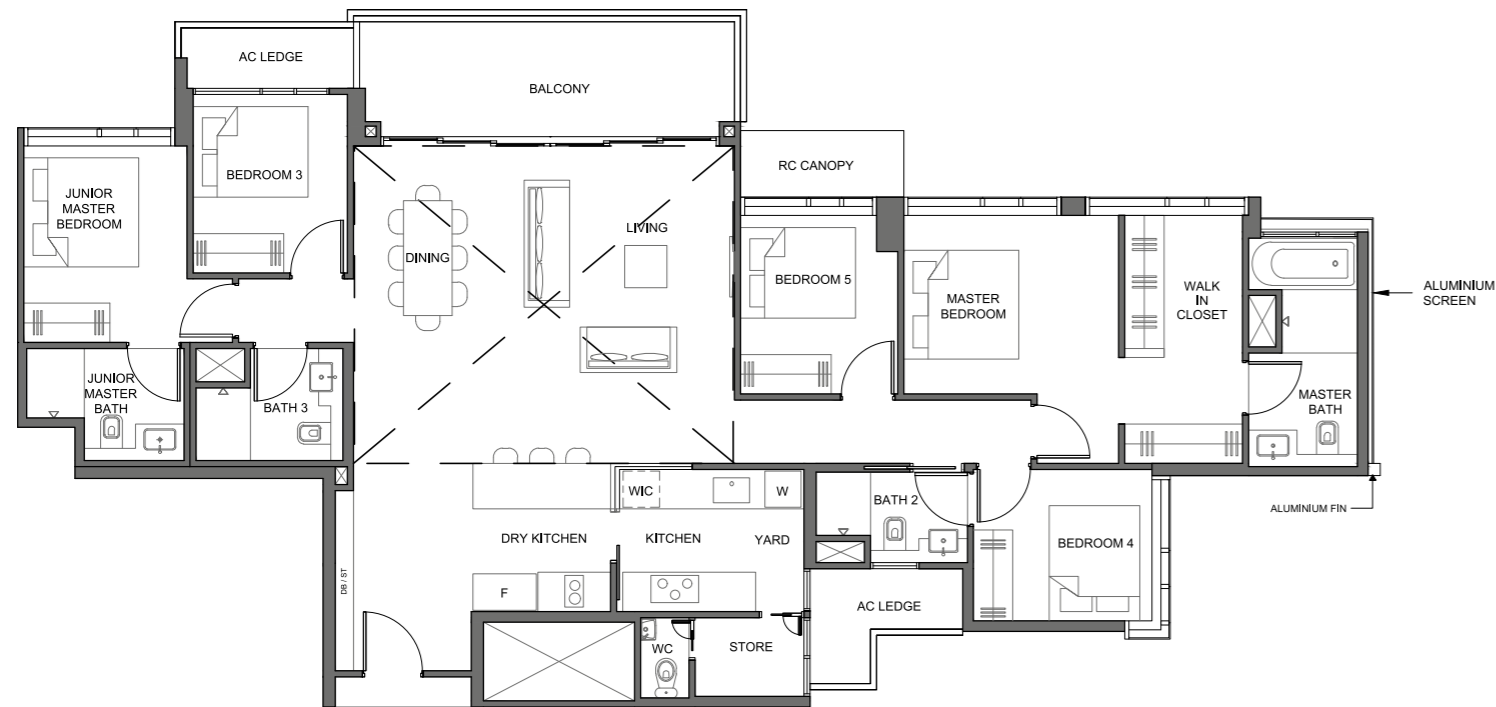 AC LEDGE
BALCONY
RC CANOPY
BEDROOM 3
JUNIOR
MASTER
BEDROOM
LIVING
DINING
BEDROOM 5
MASTER
BEDROOM
WALK
IN
CLOSET
ALUMINIUM
SCREEN
JUNIOR
MASTER
BATH
BATH 3
MASTER
BATH
WIC
W
BATH 2
ALUMINIUM FIN
DRY KITCHEN
KITCHEN
YARD
BEDROOM 4
DB / ST
F
AC LEDGE
WC
STORE